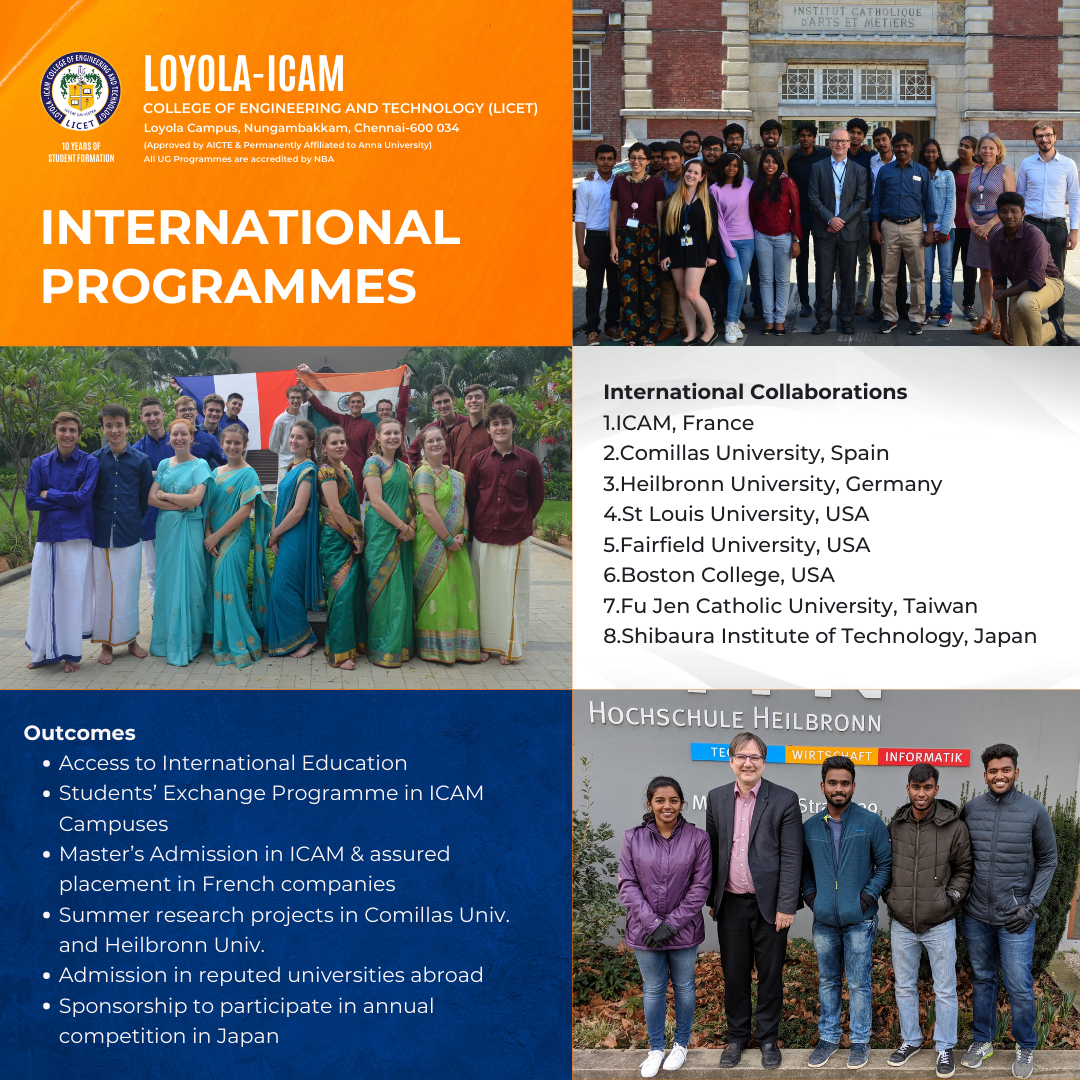 LOYOLA-ICAM COLLEGE OF ENGINEERING AND TECHNOLOGY
LICET
10 YEARS OF
STUDENT FORMATION
LOYOLA-ICAM
COLLEGE OF ENGINEERING AND TECHNOLOGY (LICET)
Loyola Campus, Nungambakkam, Chennai-600 034
(Approved by AICTE & Permanently Affiliated to Anna University)
All UG Programmes are accredited by NBA
INTERNATIONAL
PROGRAMMES
INSTITUT CATHOLIQUE
D'ARTS ET METIERS
International Collaborations
1.ICAM, France
2.Comillas University, Spain
3.Heilbronn University, Germany
4.St Louis University, USA
5.Fairfield University, USA
6.Boston College, USA
7.Fu Jen Catholic University, Taiwan
8.Shibaura Institute of Technology, Japan
Outcomes
• Access to International Education
• Students’ Exchange Programme in ICAM
Campuses
• Master’s Admission in ICAM & assured
placement in French companies
• Summer research projects in Comillas Univ.
and Heilbronn Univ.
• Admission in reputed universities abroad
• Sponsorship to participate in annual
competition in Japan
HOCHSCHULE HEILBRONN
WIRTSCHAFT INFORMATIK